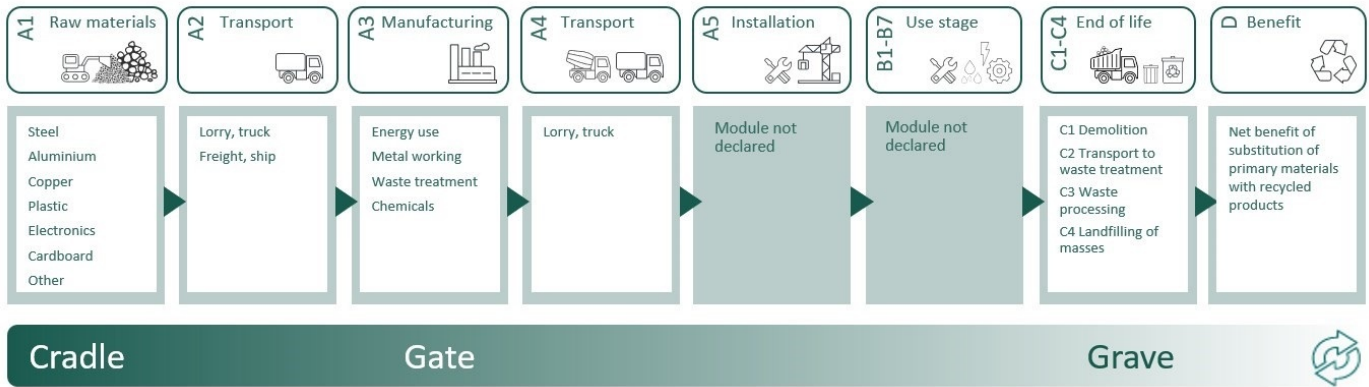 A1 Raw materials
A2 Transport
A3 Manufacturing
A4 Transport
A5 Installation
B1-B7 Use stage
C1-C4 End of life
D Benefit
Steel
Aluminium
Copper
Plastic
Electronics
Cardboard
Other
Lorry, truck
Freight, ship
Energy use
Metal working
Waste treatment
Chemicals
Lorry, truck
Module not
declared
Module not
declared
C1 Demolition
C2 Transport to
waste treatment
C3 Waste
processing
C4 Landfilling of
masses
Net benefit of
substitution of
primary materials
with recycled
products
Cradle
Gate
Grave